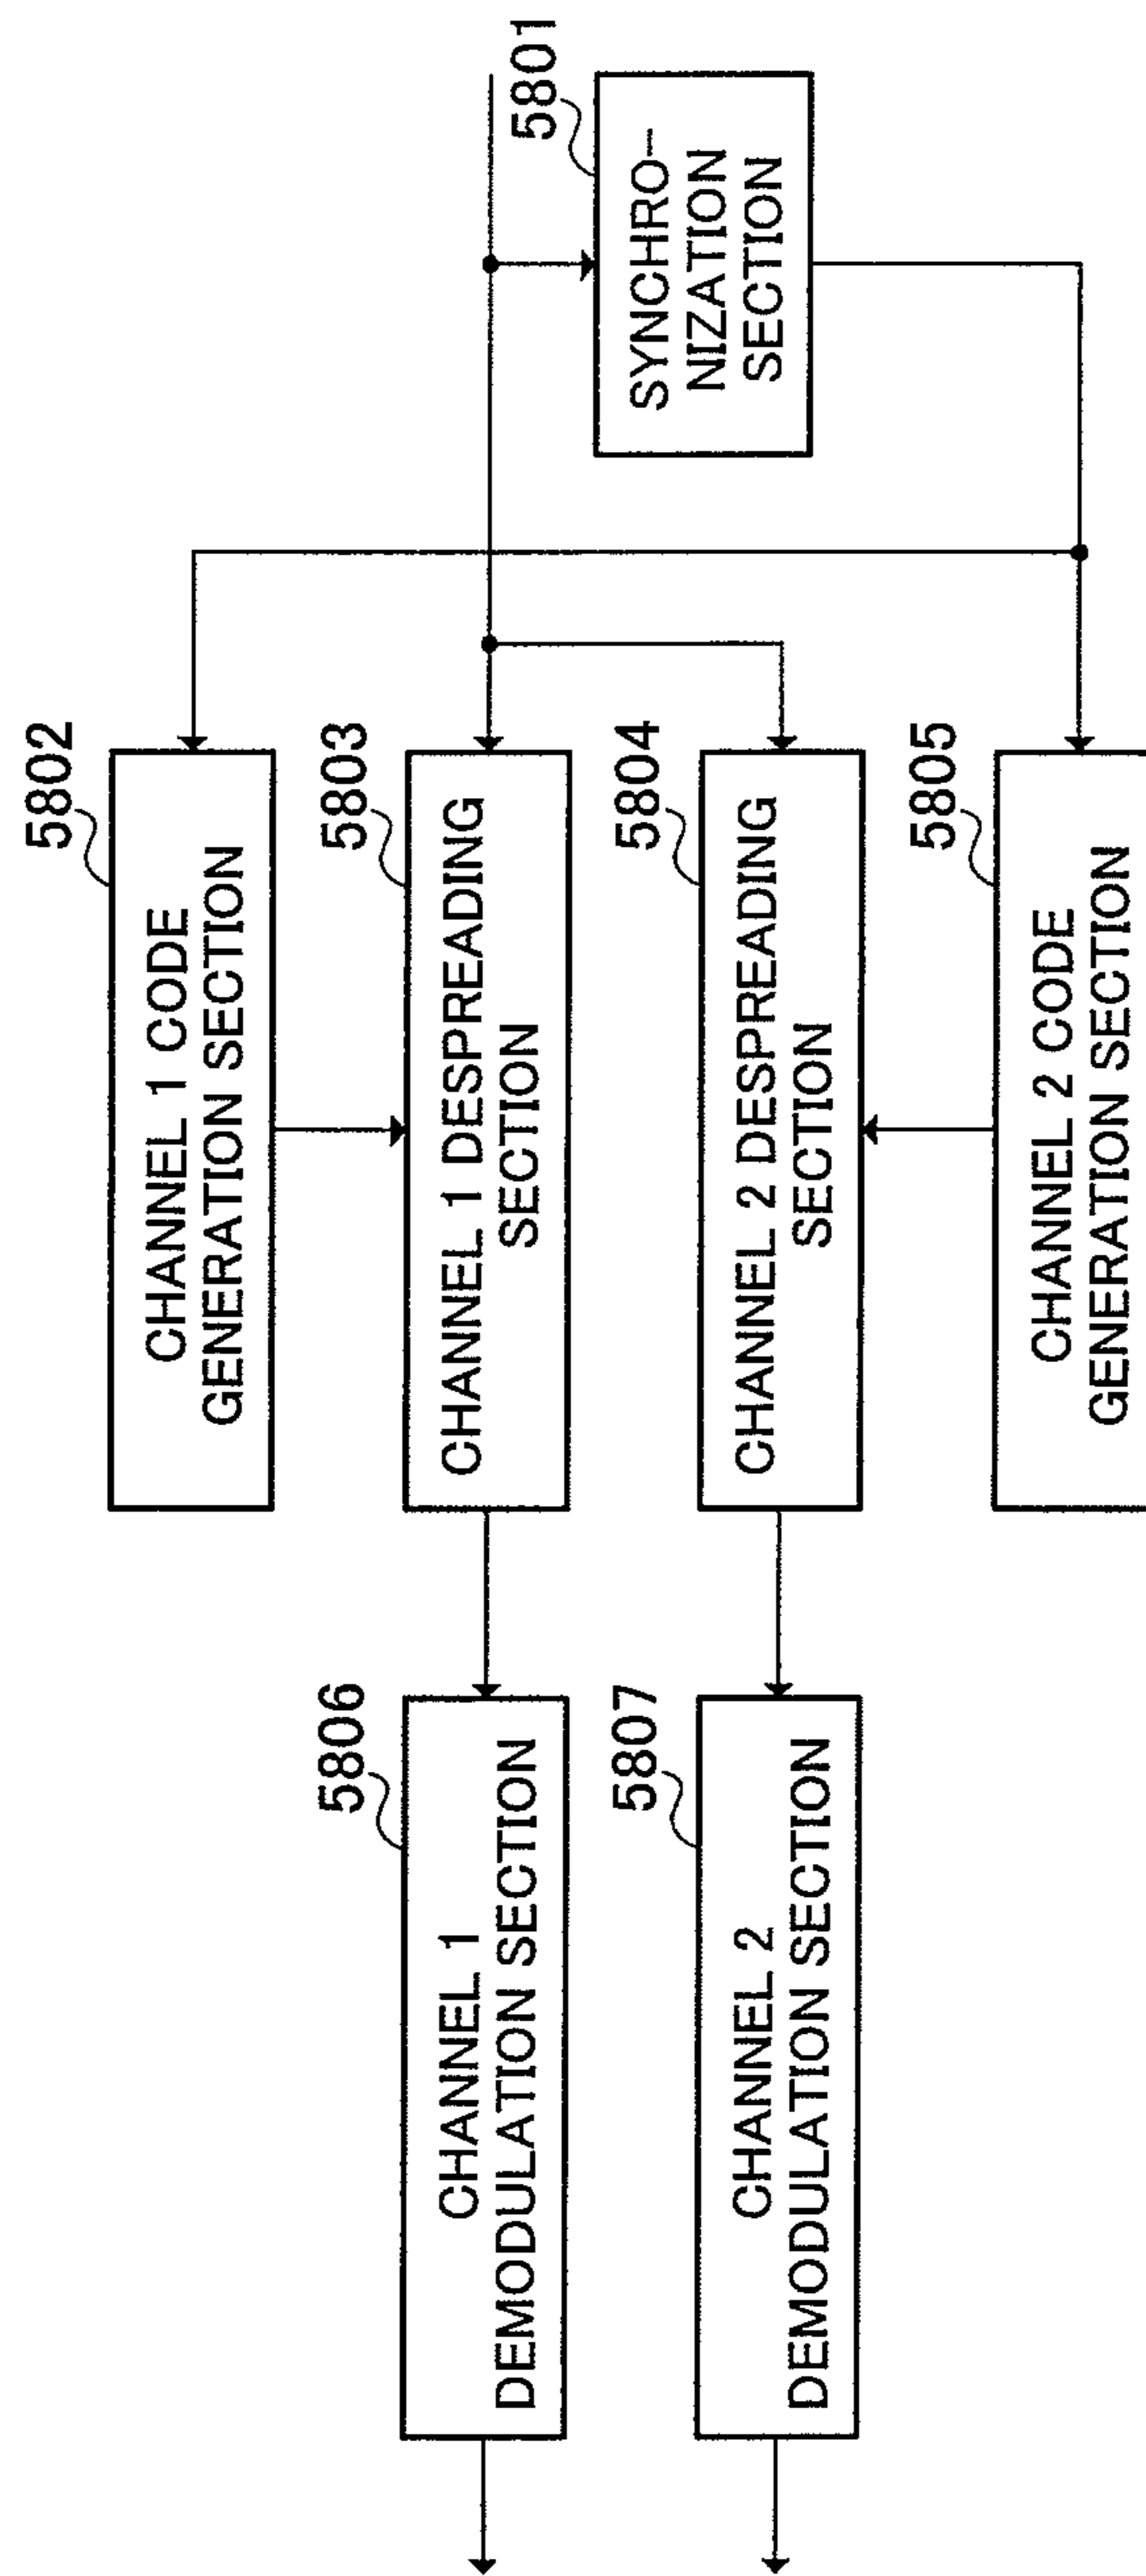 5801
SYNCHRO-
NIZATION
SECTION
5802
CHANNEL 1 CODE
GENERATION SECTION
5803
CHANNEL 1 DESPREADING
SECTION
5804
CHANNEL 2 DESPREADING
SECTION
5805
CHANNEL 2 CODE
GENERATION SECTION
5806
CHANNEL 1
DEMODULATION SECTION
5807
CHANNEL 2
DEMODULATION SECTION